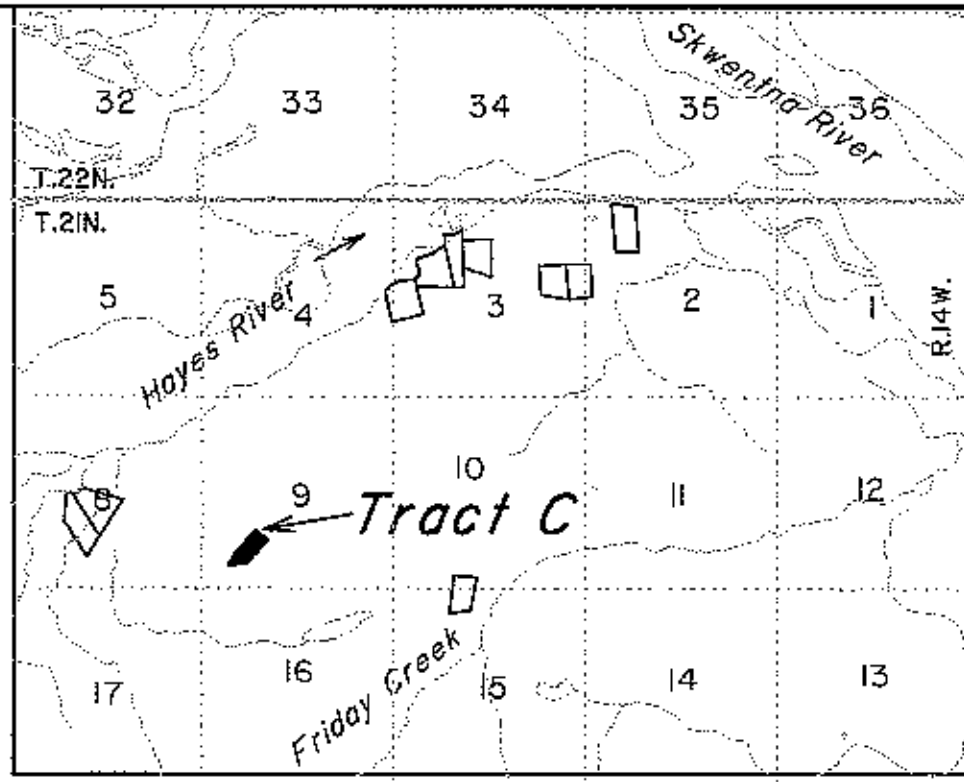 32 33 34 35 36
Skwentna River
T.22N.
T.21N.
5 4 3 2 1
Hayes River
R.14W.
8 9 10 11 12
Tract C
17 16 15 14 13
Friday Creek